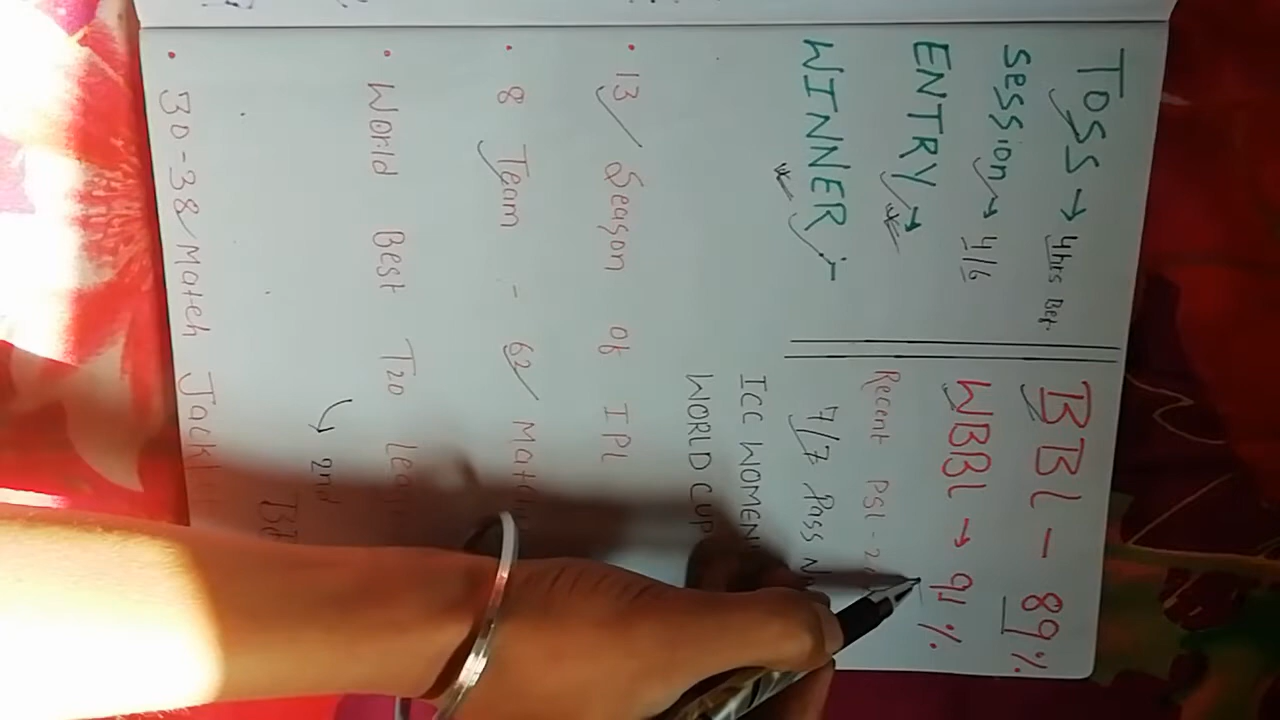 TOSS → 4hrs Bef.
Session → 4/6
ENTRY →
WINNER
BBL - 89%
WBBL → 91%
Recent PSL -
7/7 Pass
ICC WOMEN
WORLD CUP
• 13 Season of IPL
• 8 Team - 62 Match
• World Best T20
→ 2nd
• 30-38 Match